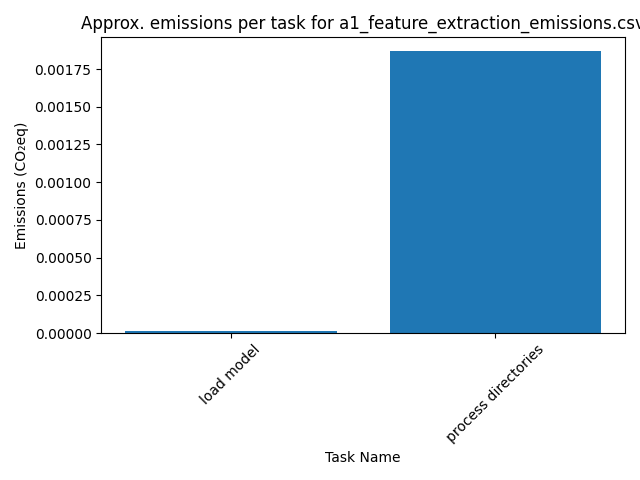 Approx. emissions per task for a1_feature_extraction_emissions.csv
Emissions (CO₂eq)
0.00175
0.00150
0.00125
0.00100
0.00075
0.00050
0.00025
0.00000
load model
process directories
Task Name